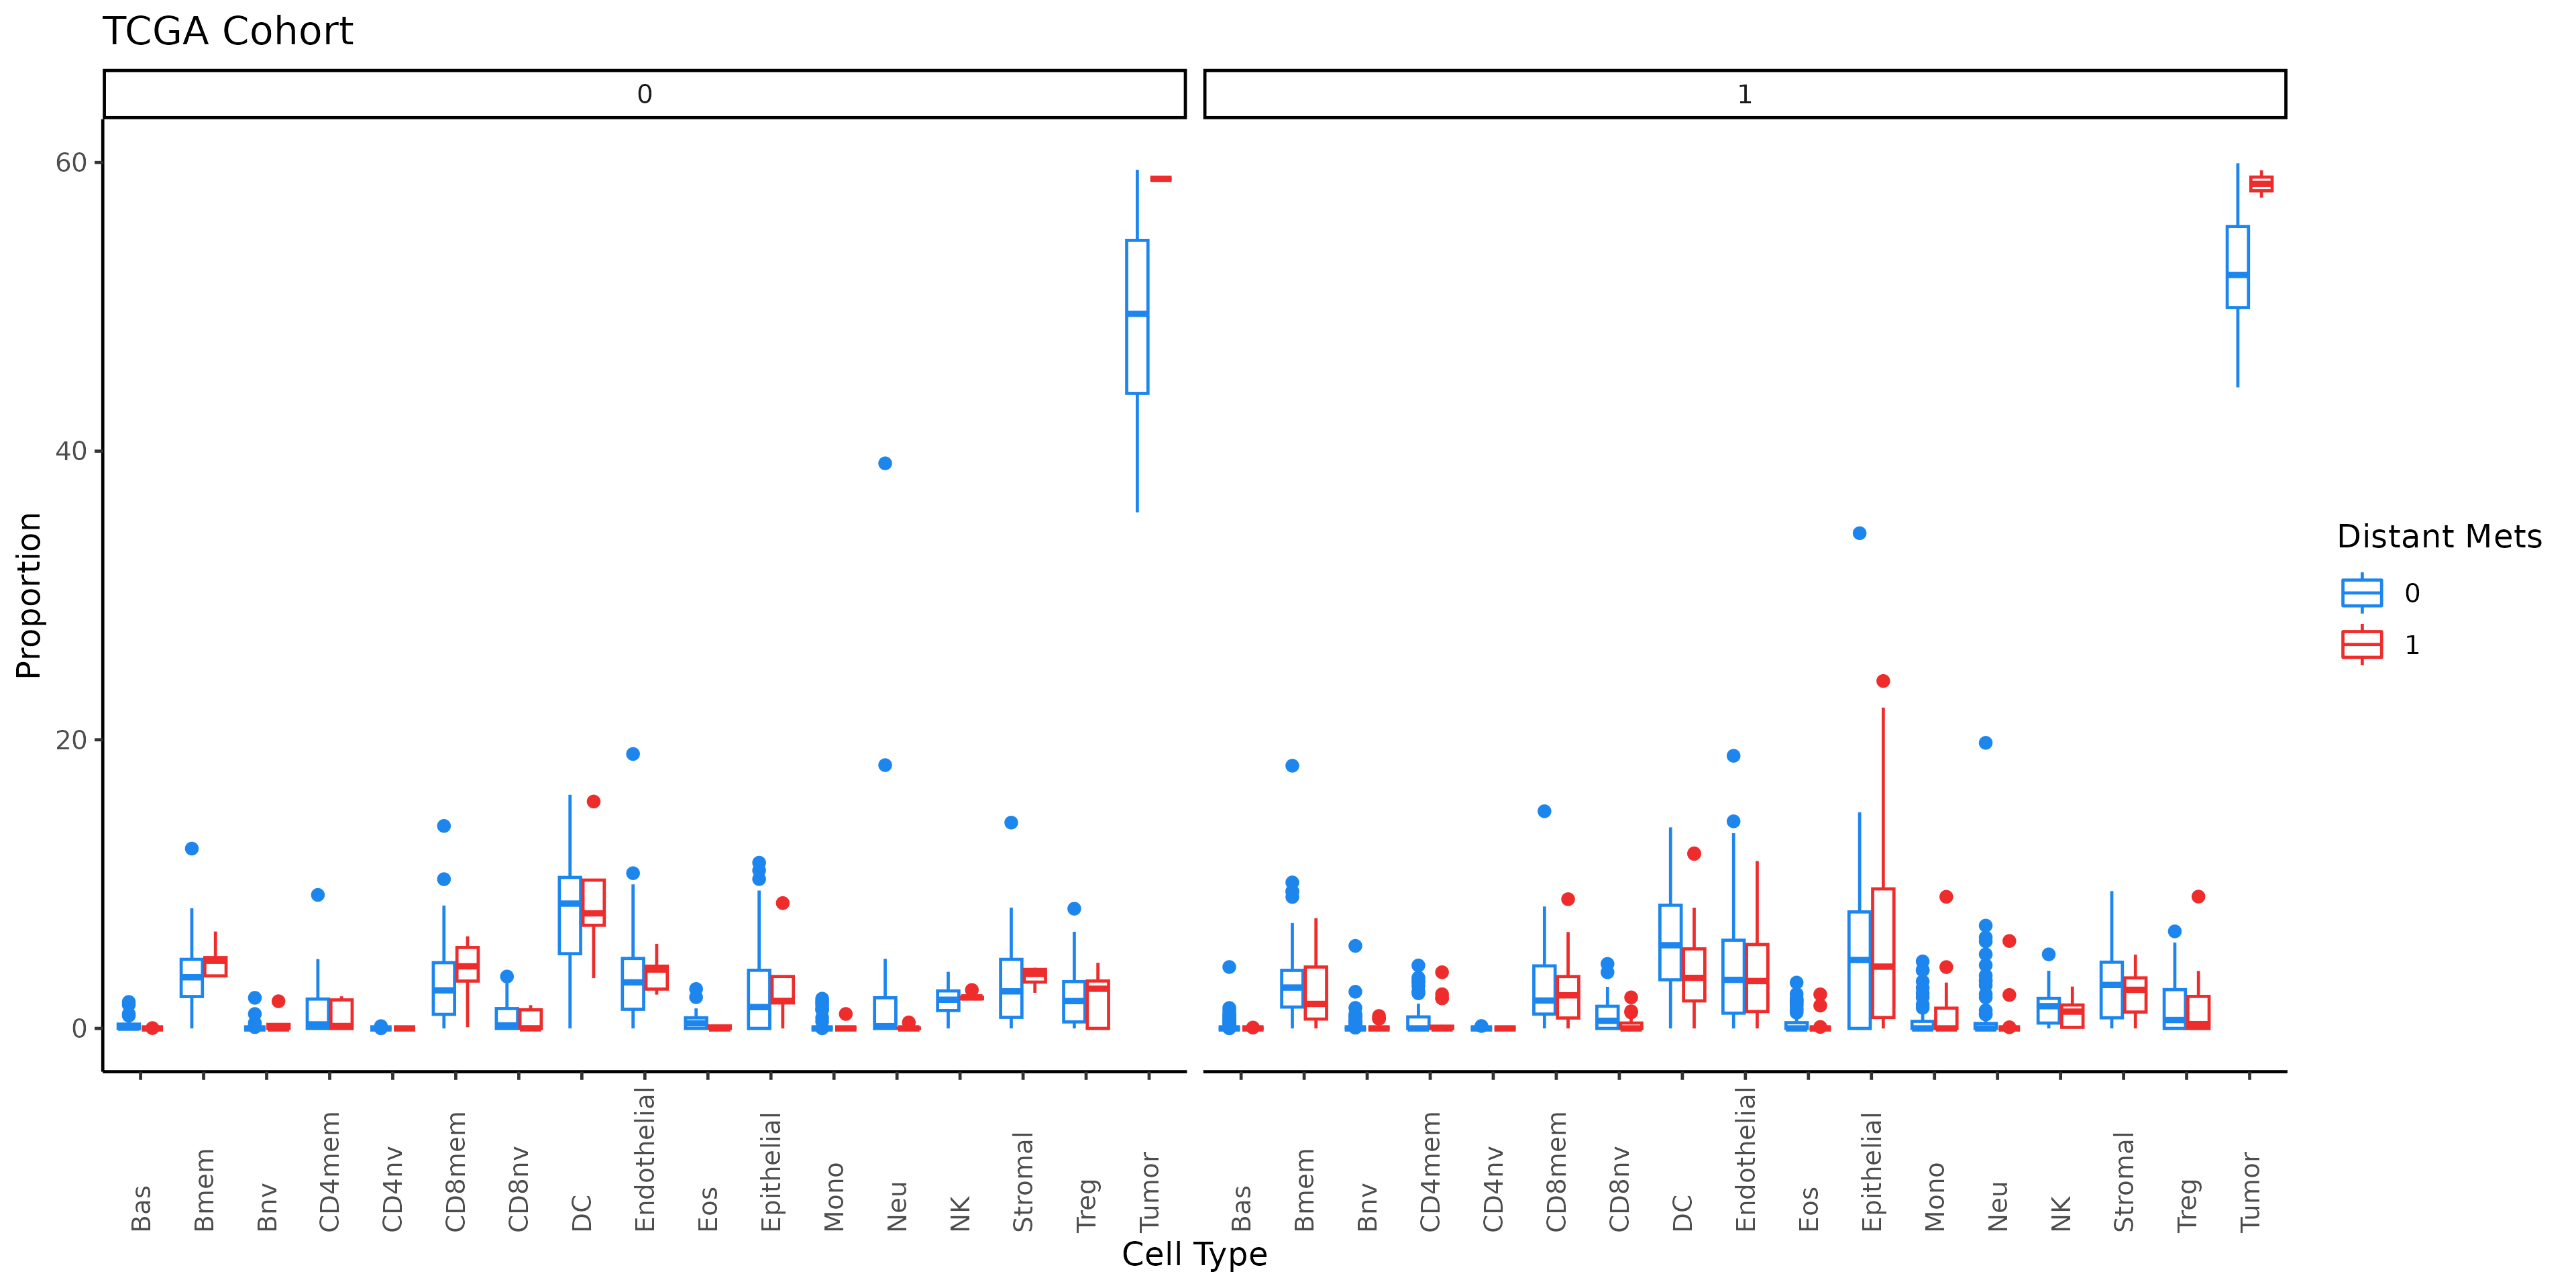 TCGA Cohort
0 1
60
40
20
0
Proportion
Bas Bmem Bnv CD4mem CD4nv CD8mem CD8nv DC Endothelial Eos Epithelial Mono Neu NK Stromal Treg Tumor
Bas Bmem Bnv CD4mem CD4nv CD8mem CD8nv DC Endothelial Eos Epithelial Mono Neu NK Stromal Treg Tumor
Cell Type
Distant Mets
0
1